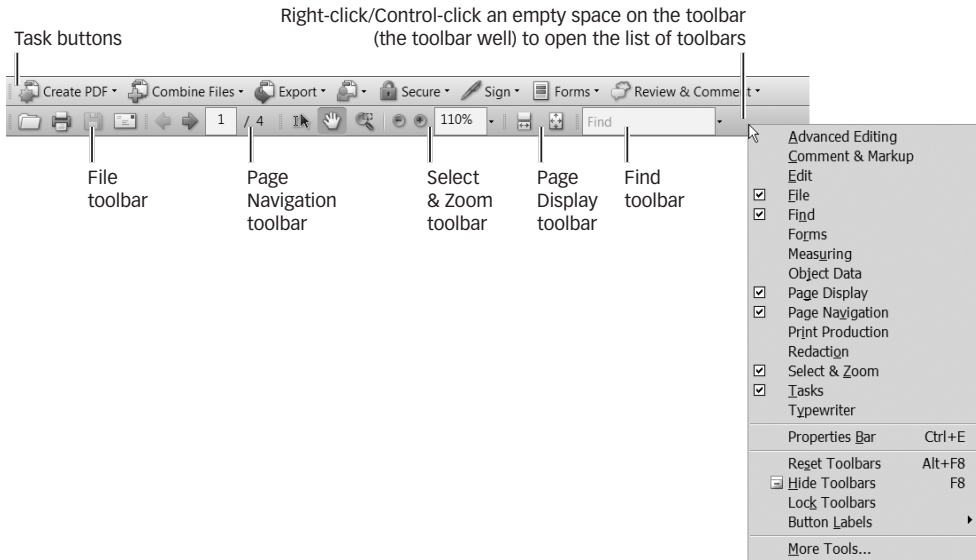 Right-click/Control-click an empty space on the toolbar
(the toolbar well) to open the list of toolbars
Task buttons
Create PDF Combine Files Export Secure Sign Forms Review & Comment
1 / 4 110% Find
File
toolbar
Page
Navigation
toolbar
Select
& Zoom
toolbar
Page
Display
toolbar
Find
toolbar
Advanced Editing
Comment & Markup
Edit
File
Find
Forms
Measuring
Object Data
Page Display
Page Navigation
Print Production
Redaction
Select & Zoom
Tasks
Typewriter
Properties Bar Ctrl+E
Reset Toolbars Alt+F8
Hide Toolbars F8
Lock Toolbars
Button Labels
More Tools...